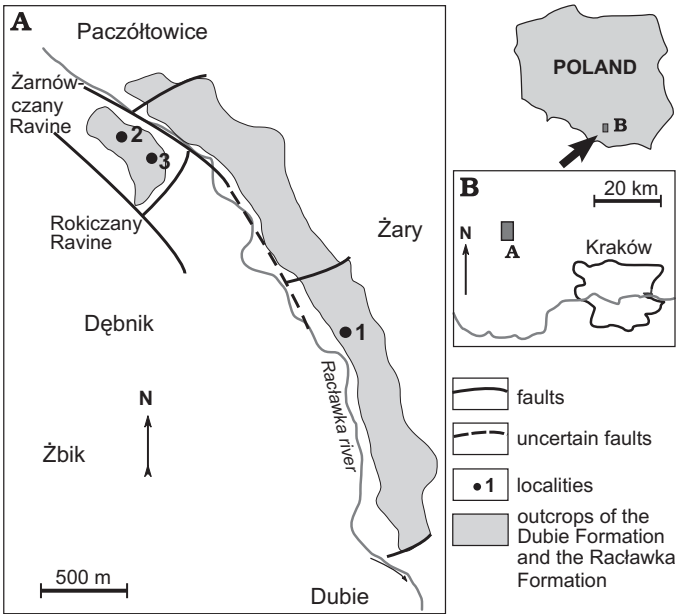 A
Paczółtowice
Żarnów-
czany
Ravine
2
3
Rokiczany
Ravine
Żary
Dębnik
1
Racławka river
N
Żbik
500 m
Dubie
POLAND
B
B
20 km
N
A
Kraków
faults
uncertain faults
1 localities
outcrops of the
Dubie Formation
and the Racławka
Formation